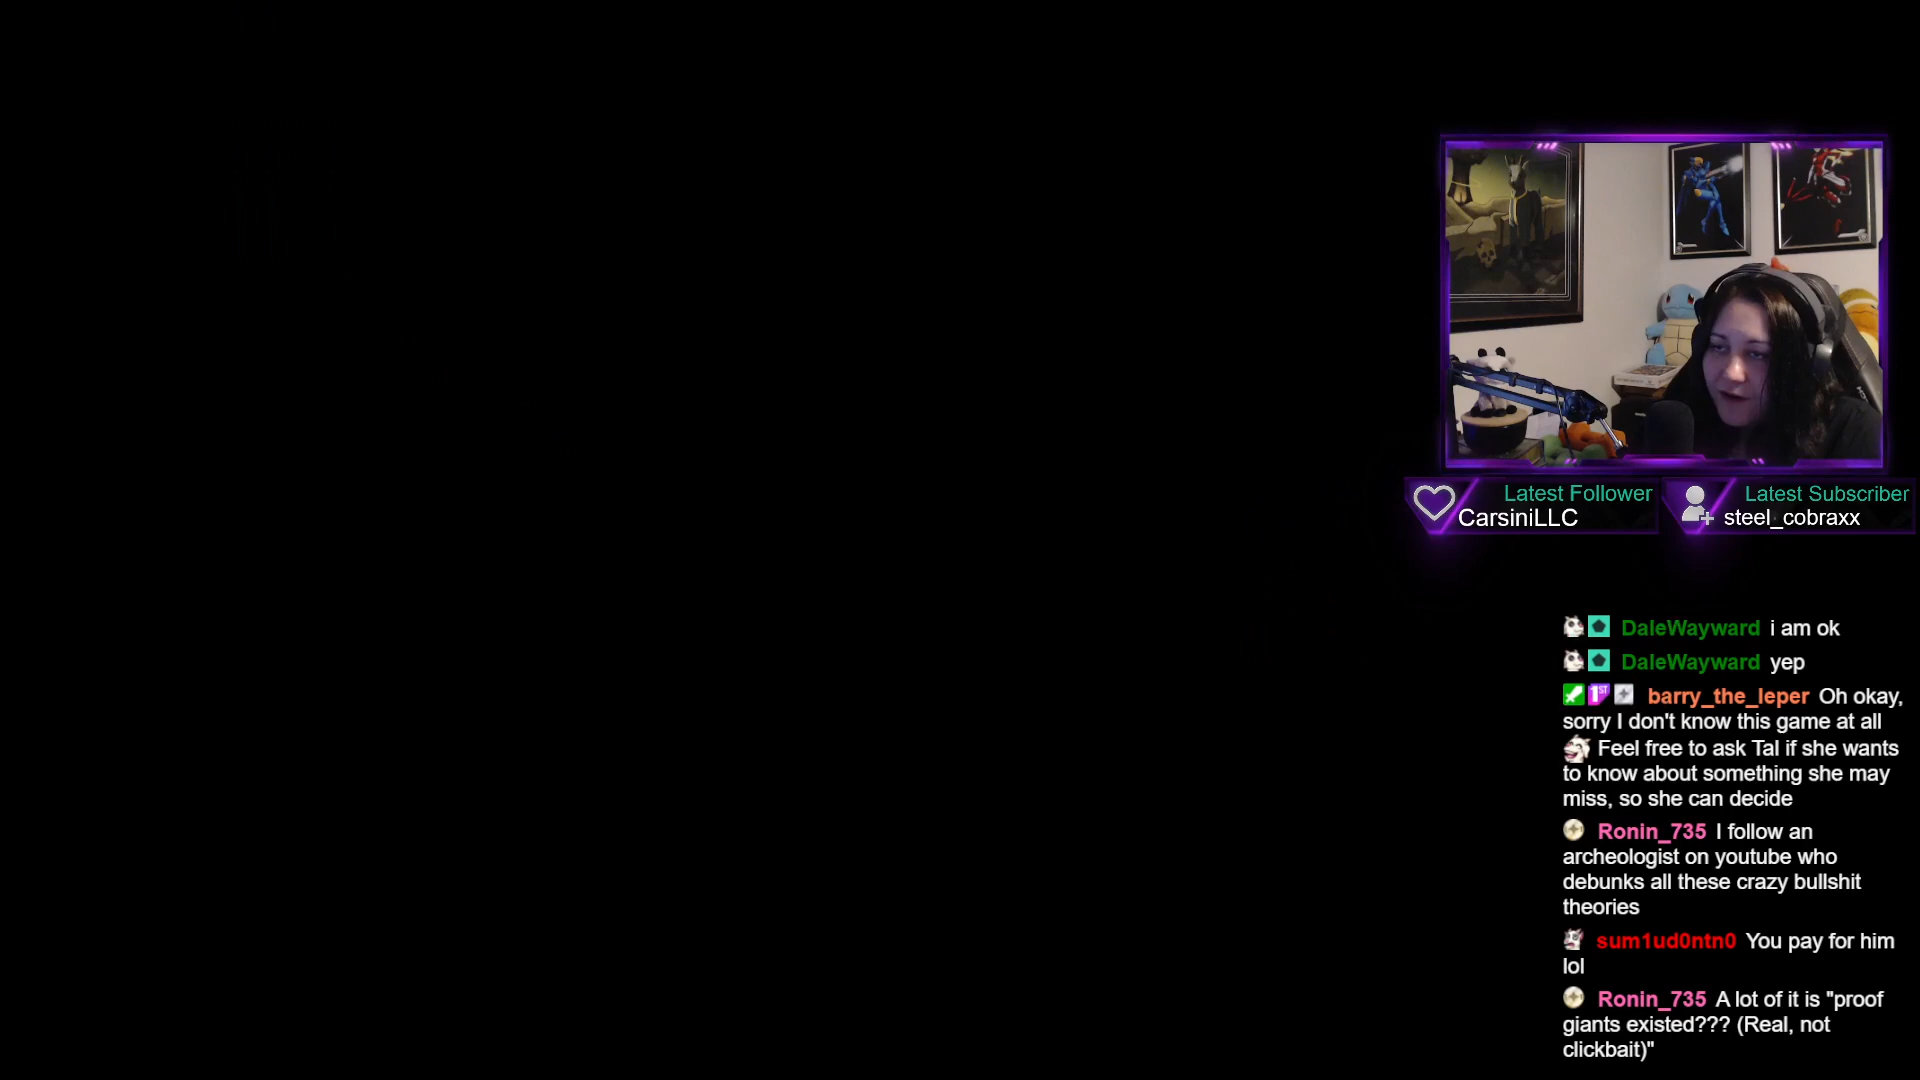 Latest Follower
CarsiniLLC
Latest Subscriber
steel_cobraxx
DaleWayward i am ok
DaleWayward yep
1ST barry_the_leper Oh okay,
sorry I don't know this game at all
Feel free to ask Tal if she wants
to know about something she may
miss, so she can decide
Ronin_735 I follow an
archeologist on youtube who
debunks all these crazy bullshit
theories
sum1ud0ntn0 You pay for him
lol
Ronin_735 A lot of it is "proof
giants existed??? (Real, not
clickbait)"